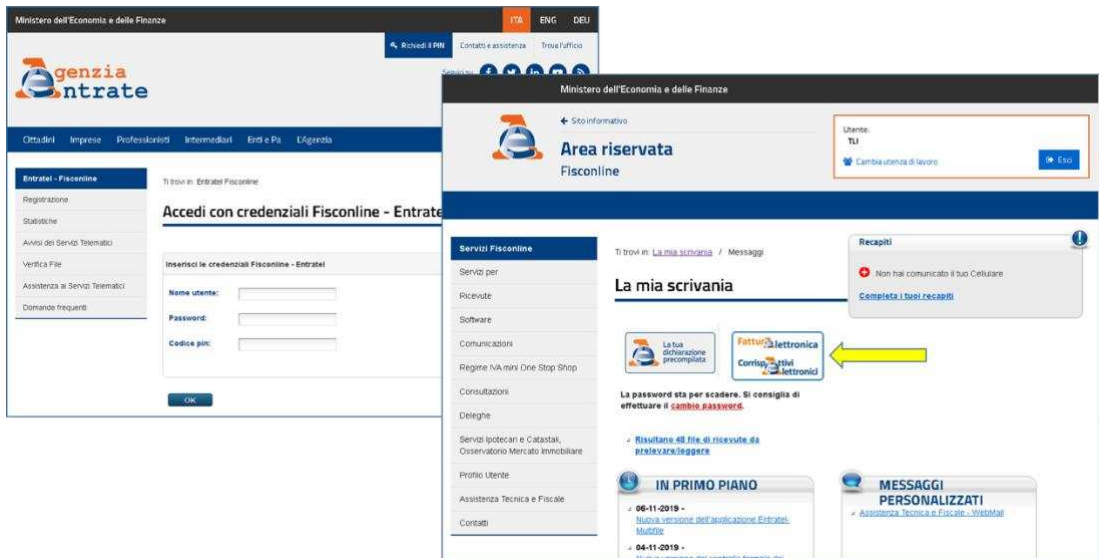 Ministero dell'Economia e delle Finanze
ITA ENG DEU
Richiedi il PIN
Contatti e assistenza
Trova l'ufficio
Agenzia
Entrate
Cittadini Imprese Professionisti Intermediari Enti e Pa L'Agenzia
Entratel - Fisconline
Registrazione
Statistiche
Avvisi dei Servizi Telematici
Verifica File
Assistenza ai Servizi Telematici
Domande frequenti
Ti trovi in: Entratel Fisconline
Accedi con credenziali Fisconline - Entrate
Inserisci le credenziali Fisconline - Entratel
Nome utente:
Password:
Codice pin:
OK
Ministero dell'Economia e delle Finanze
Sito informativo
Area riservata
Fisconline
Utente:
TLI
Cambia utenza di lavoro
Esci
Servizi Fisconline
Servizi per
Ricevute
Software
Comunicazioni
Regime IVA mini One Stop Shop
Consultazioni
Deleghe
Servizi Ipotecari e Catastali,
Osservatorio Mercato Immobiliare
Profilo Utente
Assistenza Tecnica e Fiscale
Contatti
Ti trovi in: La mia scrivania / Messaggi
La mia scrivania
Recapiti
Non hai comunicato il tuo Cellulare
Completa i tuoi recapiti
La tua
dichiarazione
precompilata
Fattura elettronica
Corrispettivi
elettronici
La password sta per scadere. Si consiglia di
effettuare il cambio password.
Risultano 48 file di ricevute da
prelevare/leggere
IN PRIMO PIANO
06-11-2019 -
Nuova versione dell'applicazione Entratel-
Multifile
04-11-2019 -
MESSAGGI
PERSONALIZZATI
Assistenza Tecnica e Fiscale - WebMail